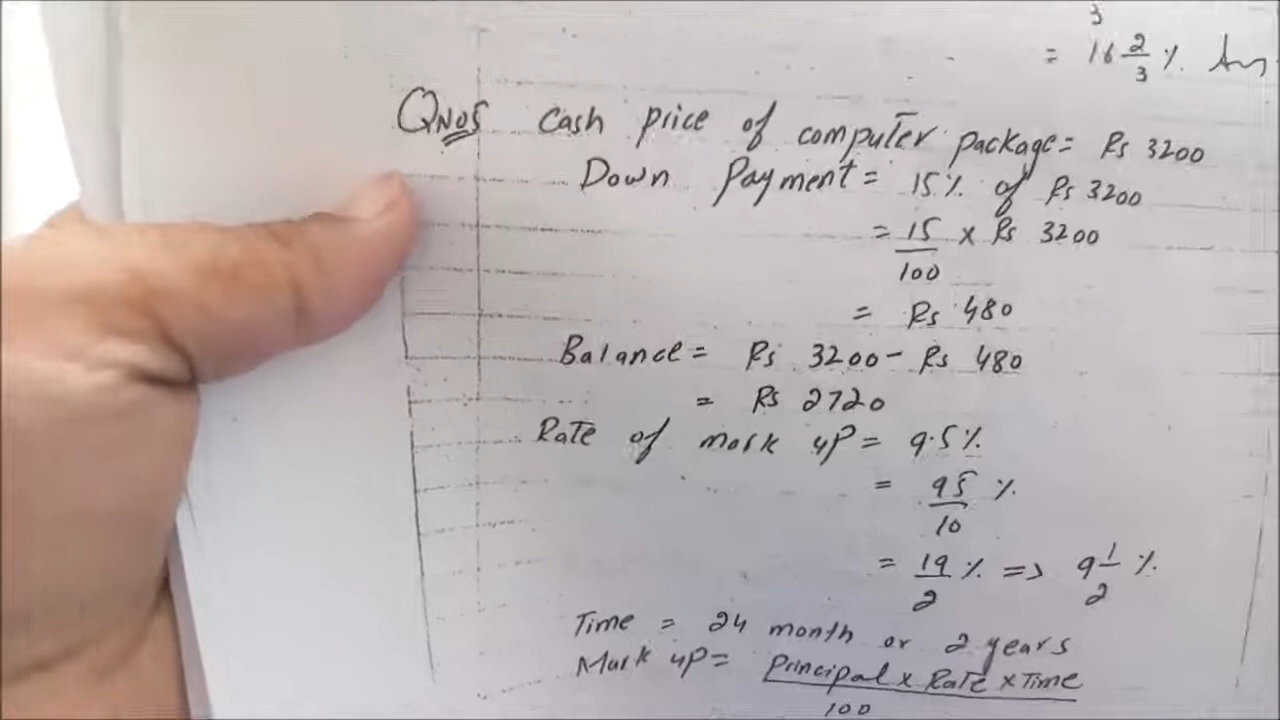 3
= 16 2/3 %. Ans
QNo5 Cash price of computer package = Rs 3200
Down Payment = 15% of Rs 3200
= 15/100 x Rs 3200
= Rs 480
Balance = Rs 3200 - Rs 480
= Rs 2720
Rate of mark up = 9.5%
= 95/10 %.
= 19/2 %. => 9 1/2 %.
Time = 24 month or 2 years
Mark up = Principal x Rate x Time / 100